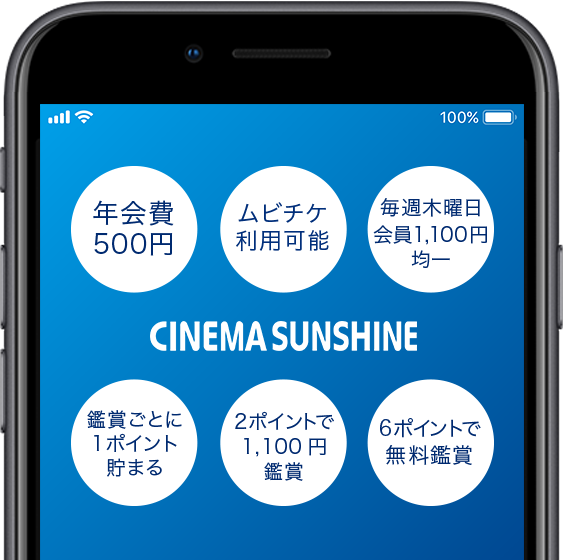 100%
年会費
500円
ムビチケ
利用可能
毎週木曜日
会員1,100円
均一
CINEMA SUNSHINE
鑑賞ごとに
1ポイント
貯まる
2ポイントで
1,100円
鑑賞
6ポイントで
無料鑑賞